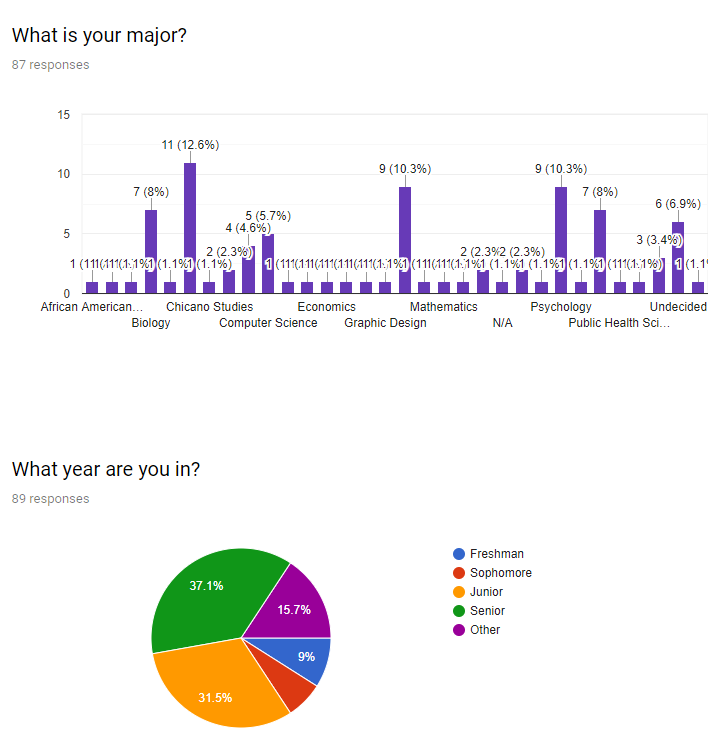 What is your major?
87 responses
15
11 (12.6%)
9 (10.3%) 9 (10.3%)
10
7 (8%) 7 (8%)
6 (6.9%)
5 (5.7%)
4 (4.6%)
5
3 (3.4%)
2 (2.3%) 2 (2.3% 2 (2.3%)
0
African American... Chicano Studies Economics Mathematics Psychology Undecided
Biology Computer Science Graphic Design N/A Public Health Sci...
What year are you in?
89 responses
Freshman
Sophomore
Junior
Senior
Other
37.1%
15.7%
9%
31.5%